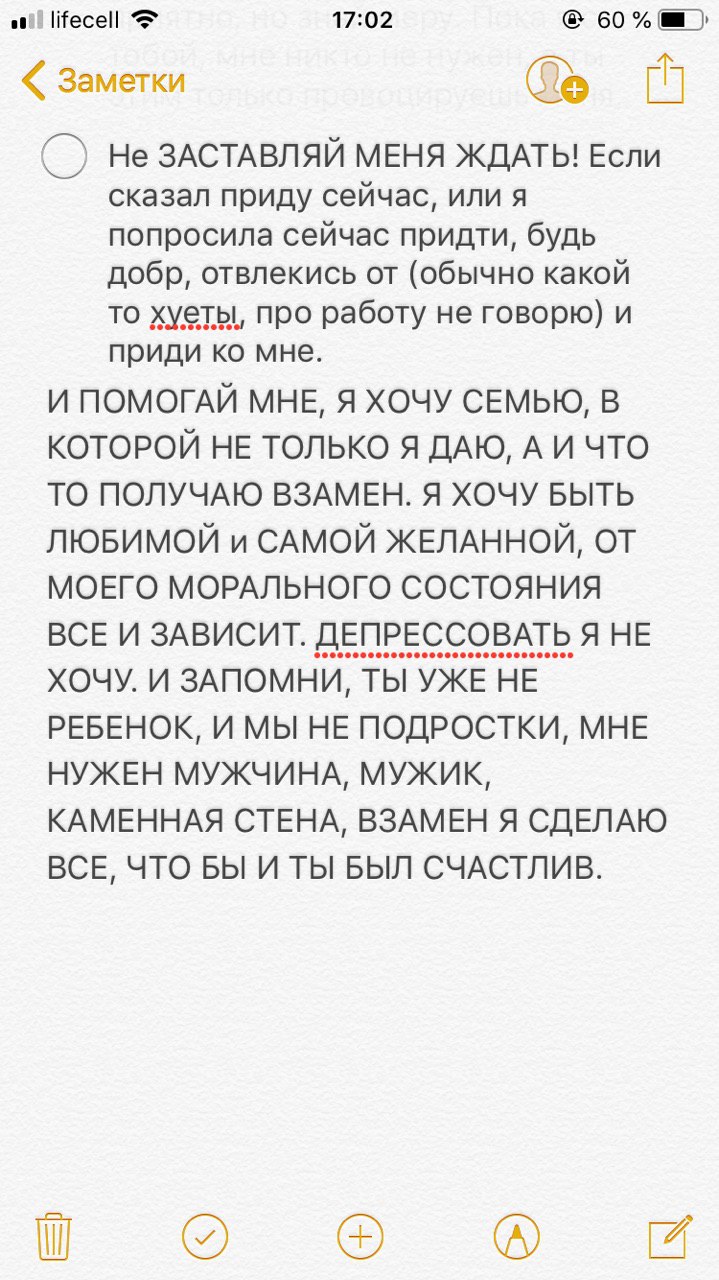 lifecell 17:02 60 %
Заметки
Не ЗАСТАВЛЯЙ МЕНЯ ЖДАТЬ! Если
сказал приду сейчас, или я
попросила сейчас придти, будь
добр, отвлекись от (обычно какой
то хуеты, про работу не говорю) и
приди ко мне.
И ПОМОГАЙ МНЕ, Я ХОЧУ СЕМЬЮ, В
КОТОРОЙ НЕ ТОЛЬКО Я ДАЮ, А И ЧТО
ТО ПОЛУЧАЮ ВЗАМЕН. Я ХОЧУ БЫТЬ
ЛЮБИМОЙ и САМОЙ ЖЕЛАННОЙ, ОТ
МОЕГО МОРАЛЬНОГО СОСТОЯНИЯ
ВСЕ И ЗАВИСИТ. ДЕПРЕССОВАТЬ Я НЕ
ХОЧУ. И ЗАПОМНИ, ТЫ УЖЕ НЕ
РЕБЕНОК, И МЫ НЕ ПОДРОСТКИ, МНЕ
НУЖЕН МУЖЧИНА, МУЖИК,
КАМЕННАЯ СТЕНА, ВЗАМЕН Я СДЕЛАЮ
ВСЕ, ЧТО БЫ И ТЫ БЫЛ СЧАСТЛИВ.